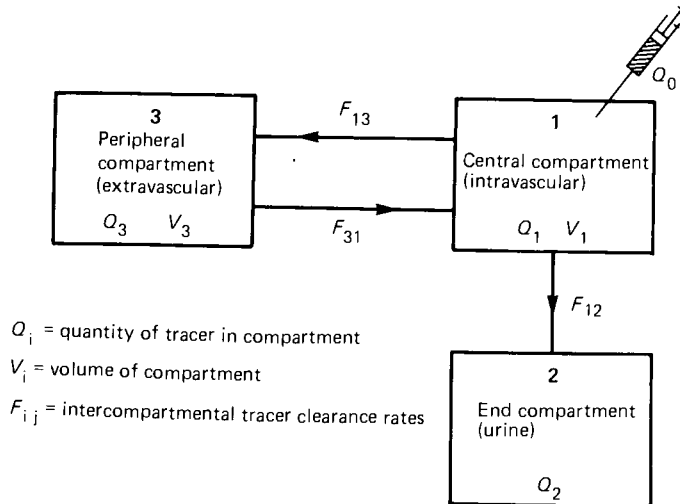 Q₀
3
Peripheral
compartment
(extravascular)
Q₃ V₃
F₁₃
F₃₁
1
Central compartment
(intravascular)
Q₁ V₁
F₁₂
Qᵢ = quantity of tracer in compartment
Vᵢ = volume of compartment
Fᵢⱼ = intercompartmental tracer clearance rates
2
End compartment
(urine)
Q₂